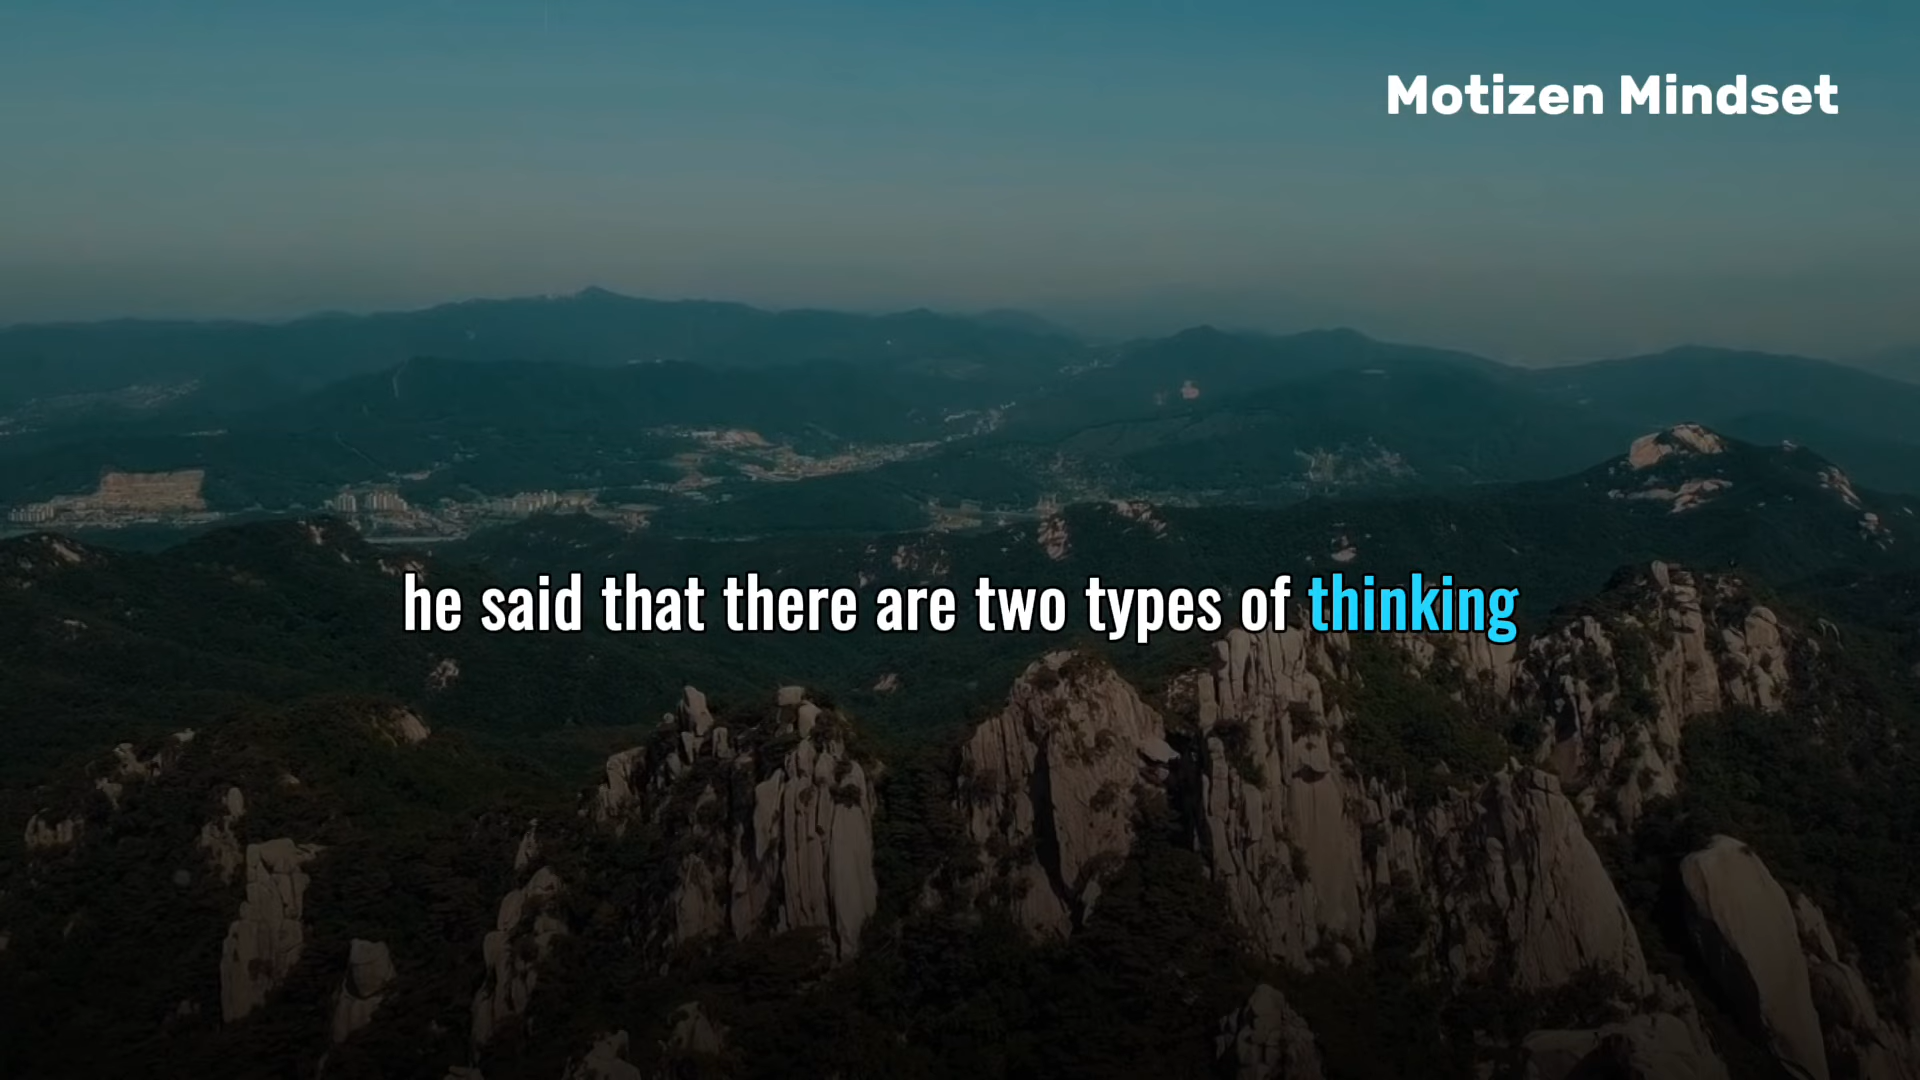 Motizen Mindset
he said that there are two types of thinking